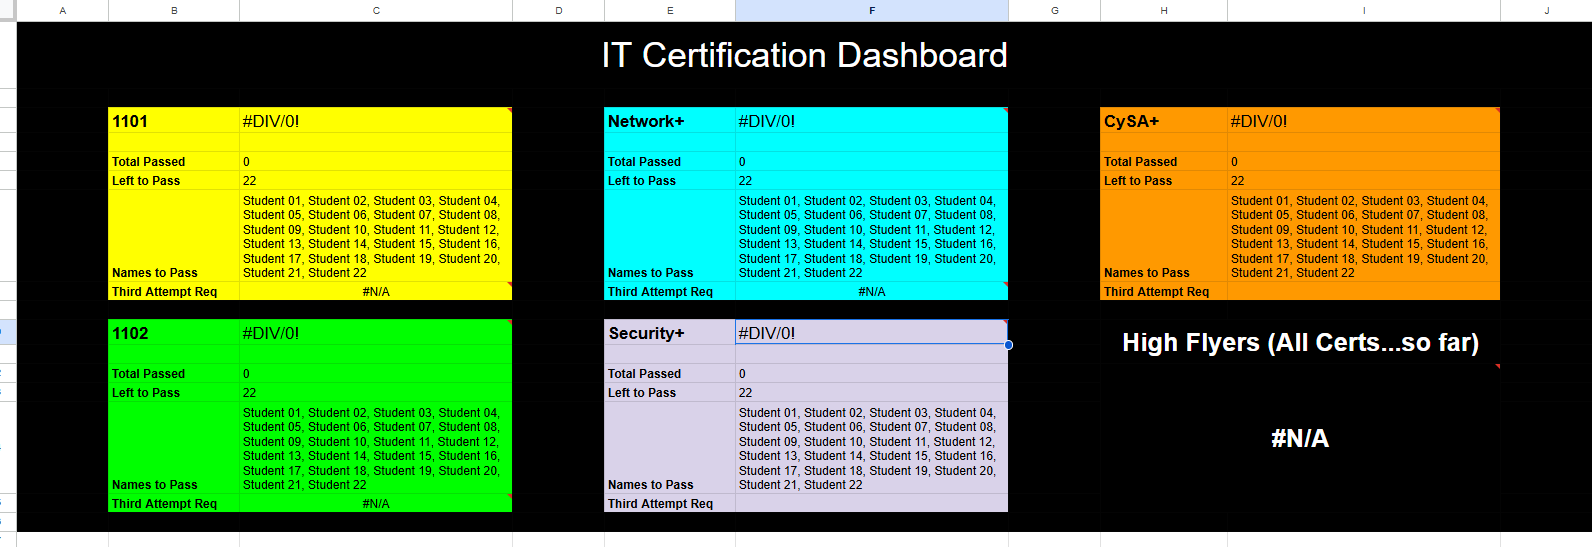 A B C D E F G H I J
IT Certification Dashboard
1101 #DIV/0! Network+ #DIV/0! CySA+ #DIV/0!
Total Passed 0 Total Passed 0 Total Passed 0
Left to Pass 22 Left to Pass 22 Left to Pass 22
Student 01, Student 02, Student 03, Student 04, Student 01, Student 02, Student 03, Student 04, Student 01, Student 02, Student 03, Student 04,
Student 05, Student 06, Student 07, Student 08, Student 05, Student 06, Student 07, Student 08, Student 05, Student 06, Student 07, Student 08,
Student 09, Student 10, Student 11, Student 12, Student 09, Student 10, Student 11, Student 12, Student 09, Student 10, Student 11, Student 12,
Student 13, Student 14, Student 15, Student 16, Student 13, Student 14, Student 15, Student 16, Student 13, Student 14, Student 15, Student 16,
Student 17, Student 18, Student 19, Student 20, Student 17, Student 18, Student 19, Student 20, Student 17, Student 18, Student 19, Student 20,
Names to Pass Student 21, Student 22 Names to Pass Student 21, Student 22 Names to Pass Student 21, Student 22
Third Attempt Req #N/A Third Attempt Req #N/A Third Attempt Req
1102 #DIV/0! Security+ #DIV/0! High Flyers (All Certs...so far)
Total Passed 0 Total Passed 0
Left to Pass 22 Left to Pass 22
Student 01, Student 02, Student 03, Student 04, Student 01, Student 02, Student 03, Student 04,
Student 05, Student 06, Student 07, Student 08, Student 05, Student 06, Student 07, Student 08,
Student 09, Student 10, Student 11, Student 12, Student 09, Student 10, Student 11, Student 12, #N/A
Student 13, Student 14, Student 15, Student 16, Student 13, Student 14, Student 15, Student 16,
Student 17, Student 18, Student 19, Student 20, Student 17, Student 18, Student 19, Student 20,
Names to Pass Student 21, Student 22 Names to Pass Student 21, Student 22
Third Attempt Req #N/A Third Attempt Req